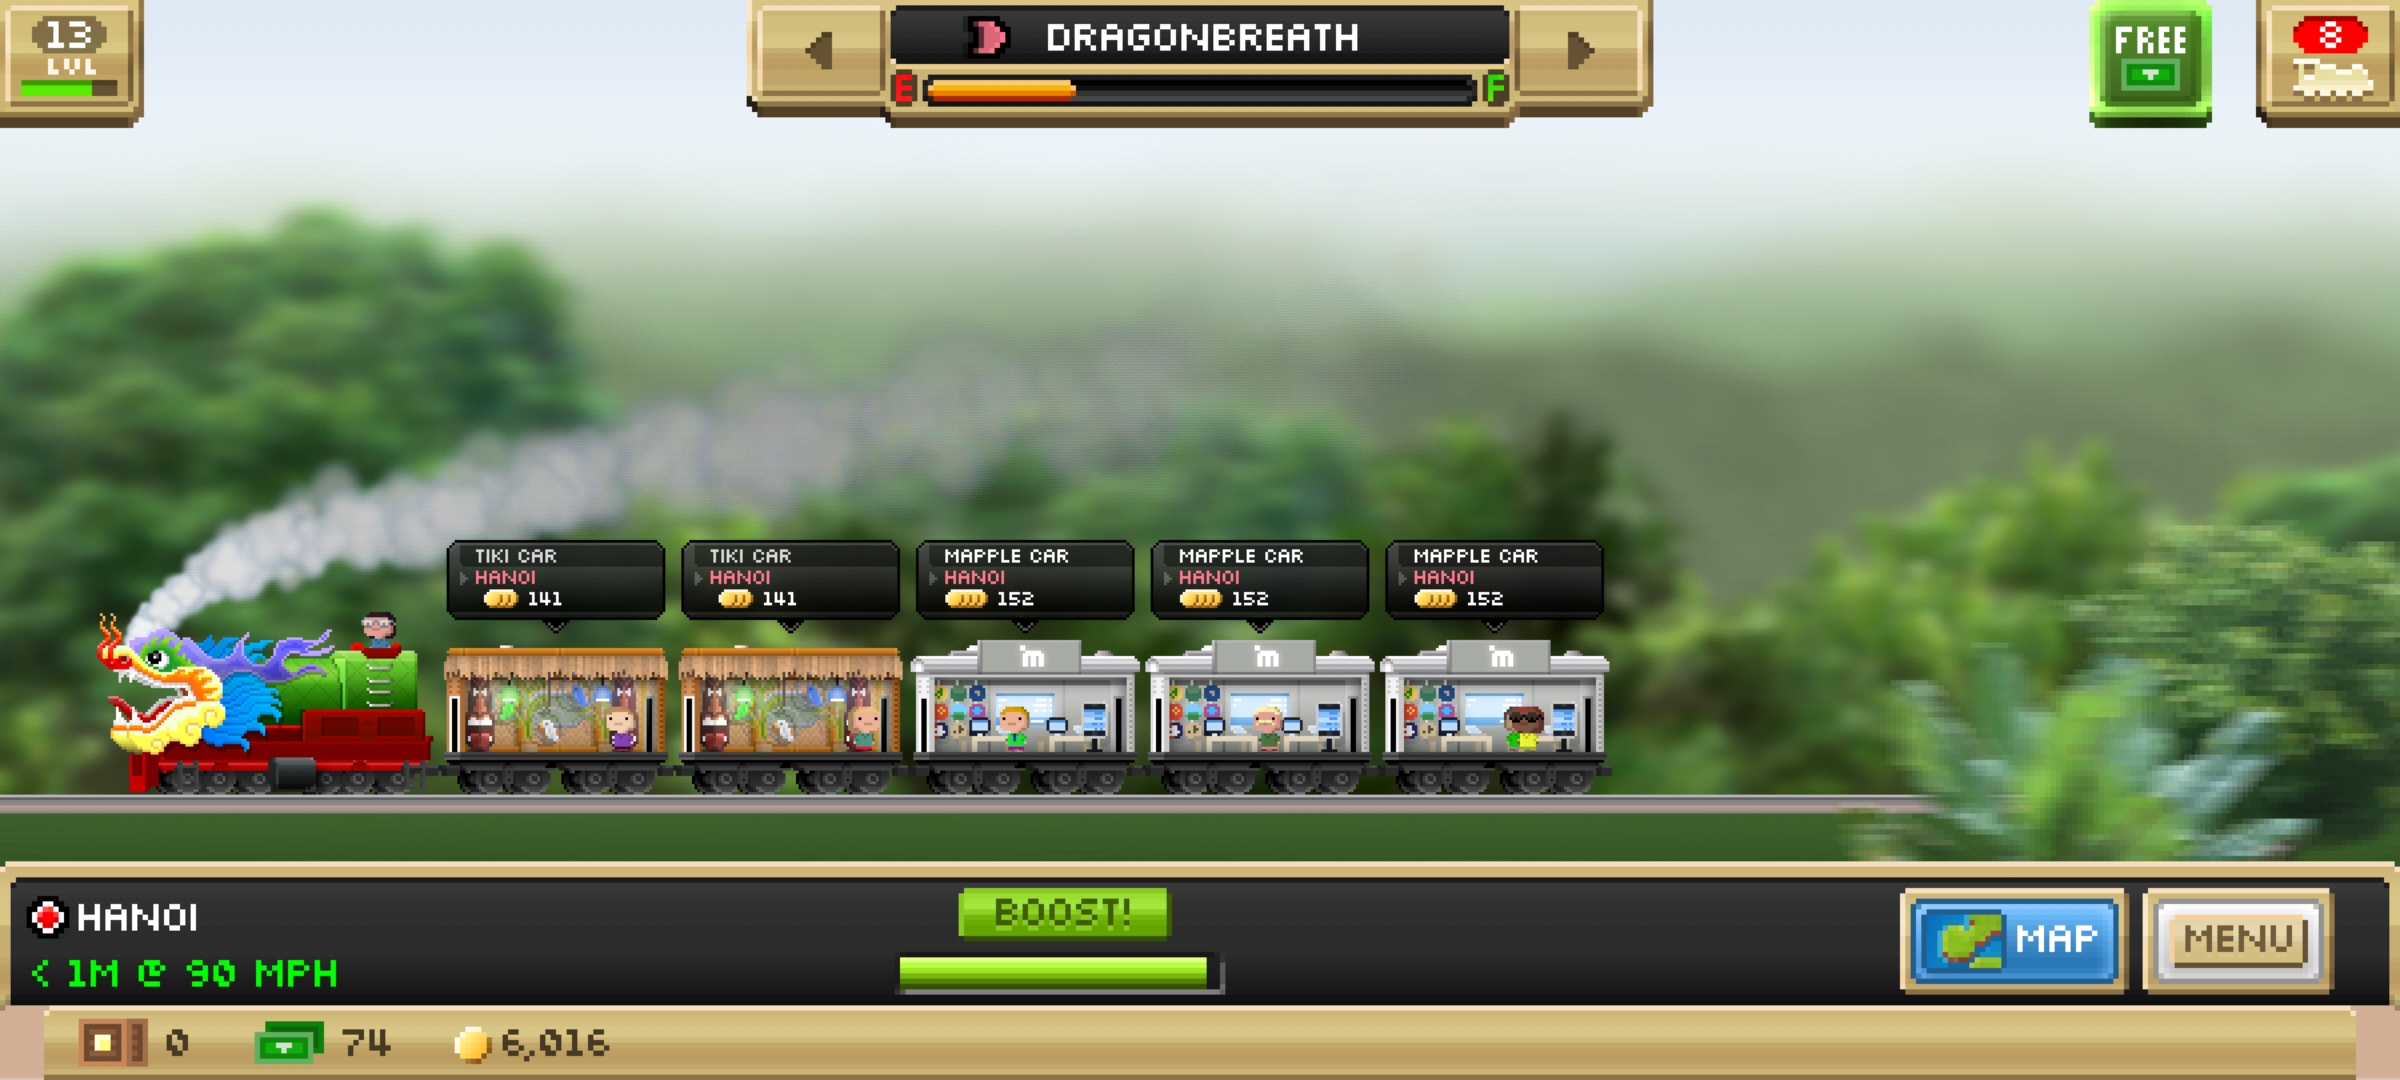 13
LVL
DRAGONBREATH
E F
FREE
8
TIKI CAR
HANOI
141
TIKI CAR
HANOI
141
MAPPLE CAR
HANOI
152
MAPPLE CAR
HANOI
152
MAPPLE CAR
HANOI
152
m m m
HANOI
< 1M @ 90 MPH
BOOST!
MAP
MENU
0 74 6,016